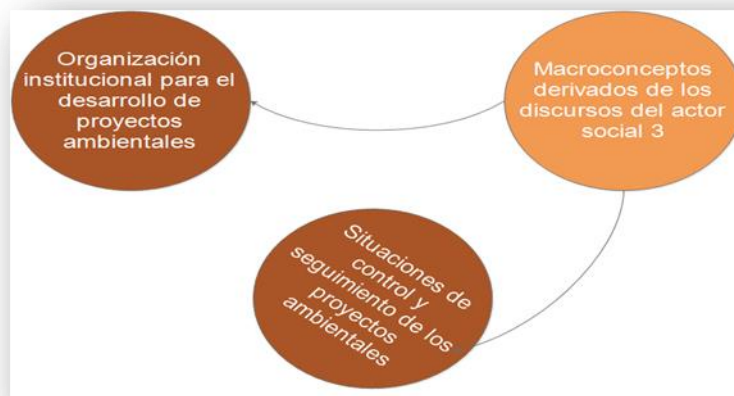 Organización
institucional para el
desarrollo de
proyectos
ambientales
Macroconceptos
derivados de los
discursos del actor
social 3
Situaciones de
control y
seguimiento de los
proyectos
ambientales